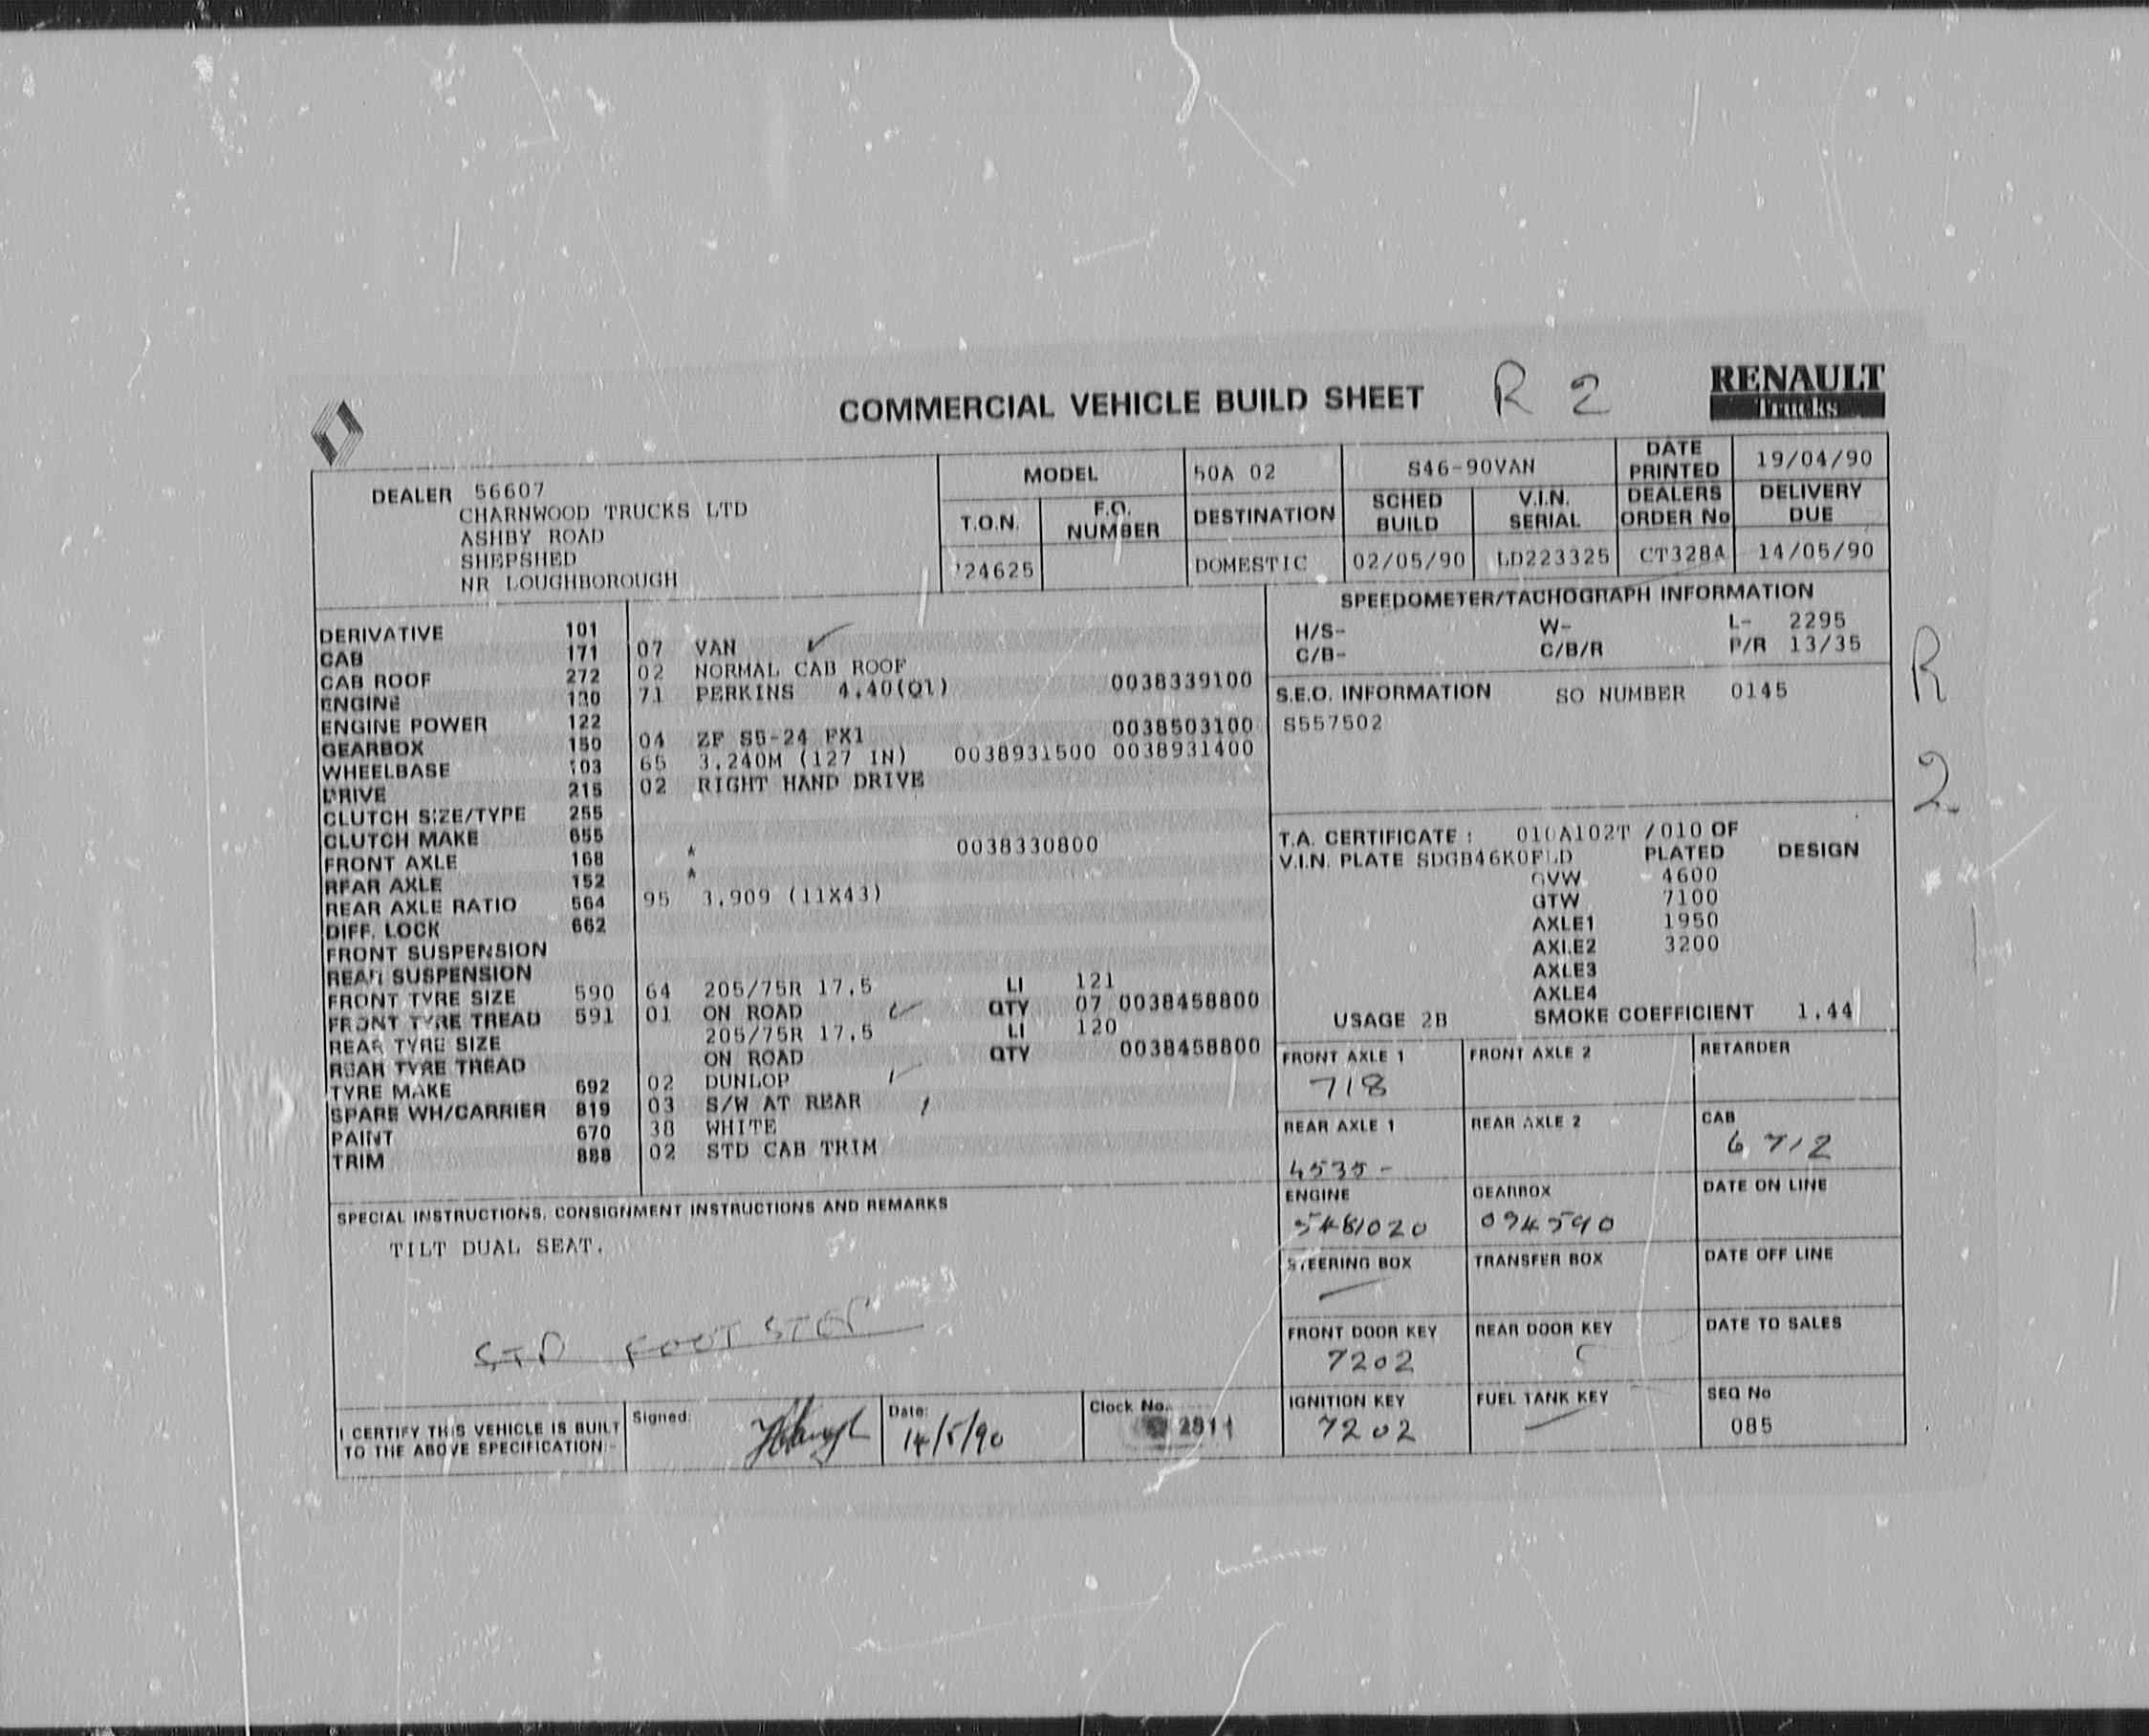 COMMERCIAL VEHICLE BUILD SHEET R 2 RENAULT Trucks
DEALER 56607
CHARNWOOD TRUCKS LTD
ASHBY ROAD
SHEPSHED
NR LOUGHBOROUGH
MODEL 50A 02 S46-90VAN DATE PRINTED 19/04/90
T.O.N. F.O. NUMBER DESTINATION SCHED BUILD V.I.N. SERIAL DEALERS ORDER No DELIVERY DUE
'24625 DOMESTIC 02/05/90 LD223325 CT328A 14/05/90
DERIVATIVE 101
CAB 171 07 VAN
CAB ROOF 272 02 NORMAL CAB ROOF
ENGINE 130 71 PERKINS 4.40(Q1) 0038339100
ENGINE POWER 122
GEARBOX 150 04 ZF S5-24 FX1 0038503100
WHEELBASE 103 65 3.240M (127 IN) 0038931500 0038931400
DRIVE 215 02 RIGHT HAND DRIVE
CLUTCH SIZE/TYPE 255
CLUTCH MAKE 655
FRONT AXLE 168 * 0038330800
REAR AXLE 152 *
REAR AXLE RATIO 564 95 3.909 (11X43)
DIFF. LOCK 662
FRONT SUSPENSION
REAR SUSPENSION
FRONT TYRE SIZE 590 64 205/75R 17.5 LI 121
FRONT TYRE TREAD 591 01 ON ROAD QTY 07 0038458800
REAR TYRE SIZE 205/75R 17.5 LI 120
REAR TYRE TREAD ON ROAD QTY 0038458800
TYRE MAKE 692 02 DUNLOP
SPARE WH/CARRIER 819 03 S/W AT REAR
PAINT 670 38 WHITE
TRIM 888 02 STD CAB TRIM
SPEEDOMETER/TACHOGRAPH INFORMATION
H/S- W- L- 2295
C/B- C/B/R P/R 13/35
S.E.O. INFORMATION SO NUMBER 0145
S557502
R
2
T.A. CERTIFICATE : 010A102T /010 OF
V.I.N. PLATE SDGB46K0FLD PLATED DESIGN
GVW 4600
GTW 7100
AXLE1 1950
AXLE2 3200
AXLE3
AXLE4
USAGE 2B SMOKE COEFFICIENT 1.44
FRONT AXLE 1 FRONT AXLE 2 RETARDER
718
REAR AXLE 1 REAR AXLE 2 CAB
4535- 6712
ENGINE GEARBOX DATE ON LINE
5481020 094590
STEERING BOX TRANSFER BOX DATE OFF LINE
FRONT DOOR KEY REAR DOOR KEY DATE TO SALES
7202
IGNITION KEY FUEL TANK KEY SEQ No
7202 085
SPECIAL INSTRUCTIONS, CONSIGNMENT INSTRUCTIONS AND REMARKS
TILT DUAL SEAT.
STD FOOT STEP
I CERTIFY THIS VEHICLE IS BUILT
TO THE ABOVE SPECIFICATION:-
Signed: Date: 14/5/90 Clock No. 2811